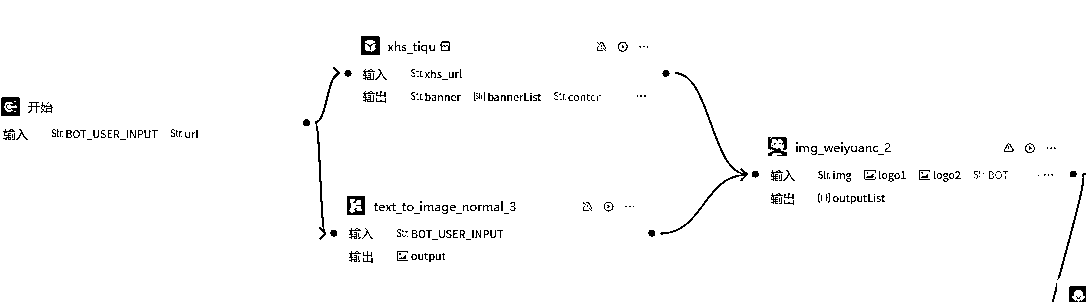 xhs_tiqu
输入 Str. xhs_url
输出 Str. banner [Str] bannerList Str.
...
开始
输入 Str. BOT_USER_INPUT Str. url
img_weiyuanc_2
输入 Str. img logo1 logo2 Str. BOT ...
输出 outputList
text_to_image_normal_3
输入 Str. BOT_USER_INPUT
输出 output